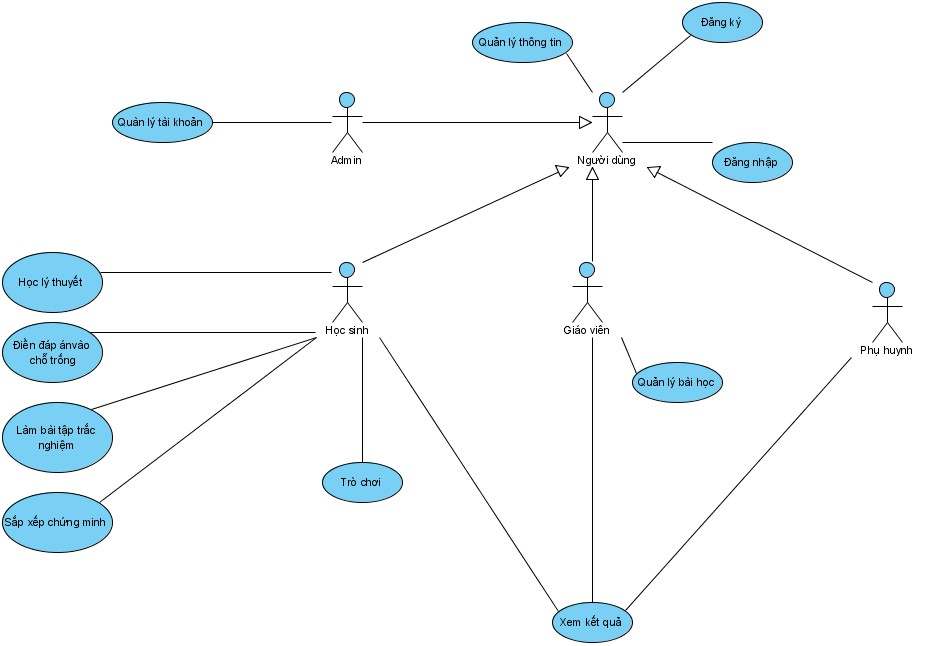 Đăng ký
Quản lý thông tin
Quản lý tài khoản
Admin
Người dùng
Đăng nhập
Học lý thuyết
Học sinh
Giáo viên
Phụ huynh
Điền đáp ánvào
chỗ trống
Quản lý bài học
Làm bài tập trắc
nghiệm
Trò chơi
Sắp xếp chứng minh
Xem kết quả